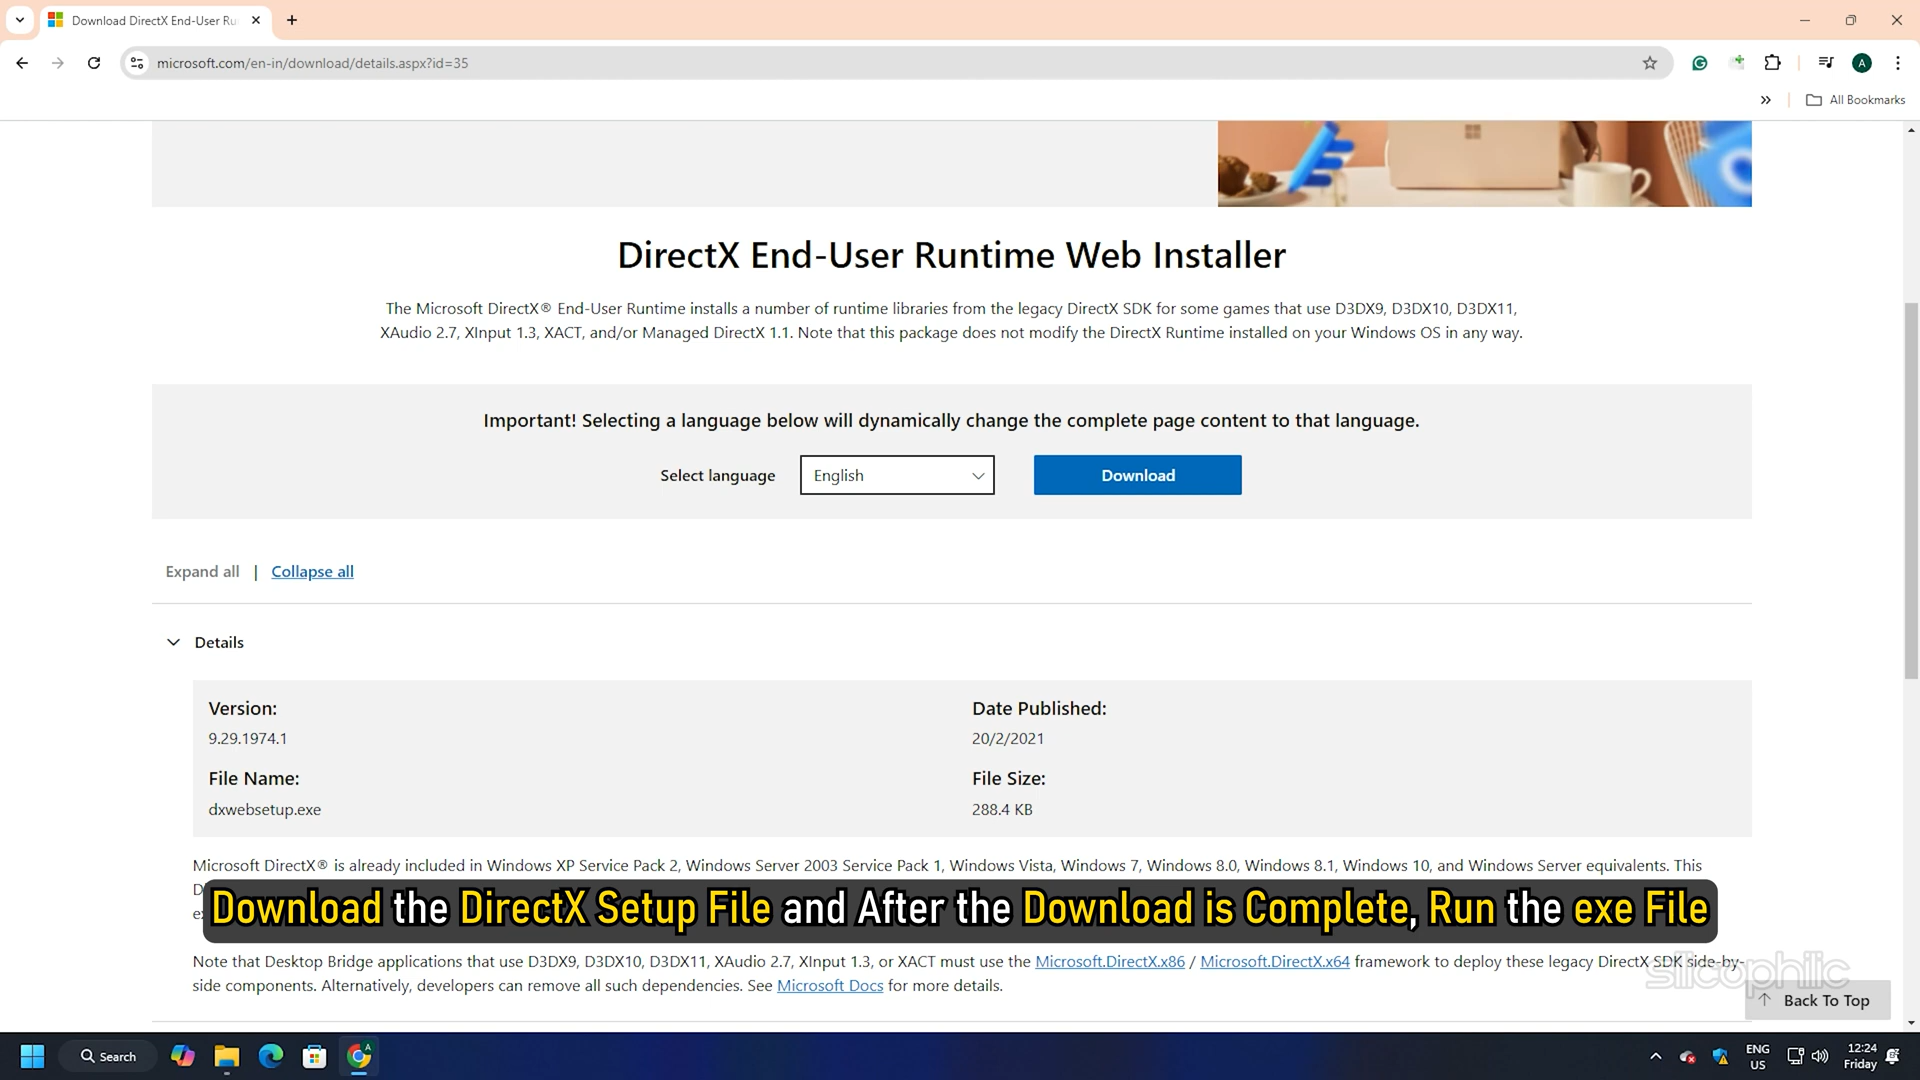 Download DirectX End-User Ru
microsoft.com/en-in/download/details.aspx?id=35
A
All Bookmarks
DirectX End-User Runtime Web Installer
The Microsoft DirectX® End-User Runtime installs a number of runtime libraries from the legacy DirectX SDK for some games that use D3DX9, D3DX10, D3DX11,
XAudio 2.7, XInput 1.3, XACT, and/or Managed DirectX 1.1. Note that this package does not modify the DirectX Runtime installed on your Windows OS in any way.
Important! Selecting a language below will dynamically change the complete page content to that language.
Select language English Download
Expand all | Collapse all
Details
Version: Date Published:
9.29.1974.1 20/2/2021
File Name: File Size:
dxwebsetup.exe 288.4 KB
Microsoft DirectX® is already included in Windows XP Service Pack 2, Windows Server 2003 Service Pack 1, Windows Vista, Windows 7, Windows 8.0, Windows 8.1, Windows 10, and Windows Server equivalents. This
Download the DirectX Setup File and After the Download is Complete, Run the exe File
Note that Desktop Bridge applications that use D3DX9, D3DX10, D3DX11, XAudio 2.7, XInput 1.3, or XACT must use the Microsoft.DirectX.x86 / Microsoft.DirectX.x64 framework to deploy these legacy DirectX SDK side-by-
side components. Alternatively, developers can remove all such dependencies. See Microsoft Docs for more details.
silicophilic
Back To Top
Search
A
ENG
US
12:24
Friday